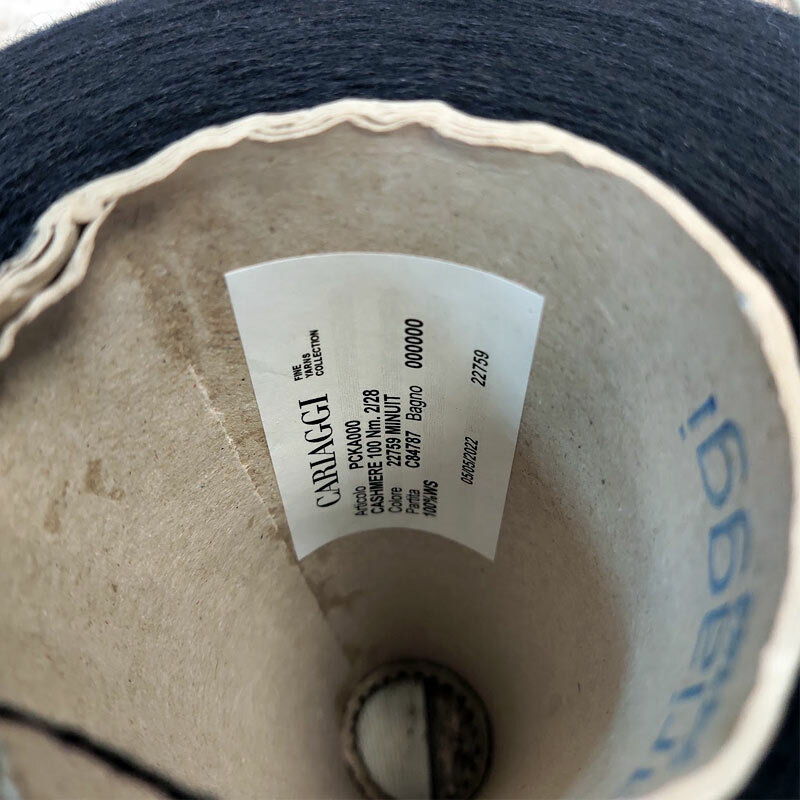 CARIAGGI
FINE
YARNS
COLLECTION
Articolo PCKA000
CASHMERE 100 Nm. 2/28
Colore 22759 MINUIT
Partita C84787 Bagno 000000
100%WS
05/05/2022 22759